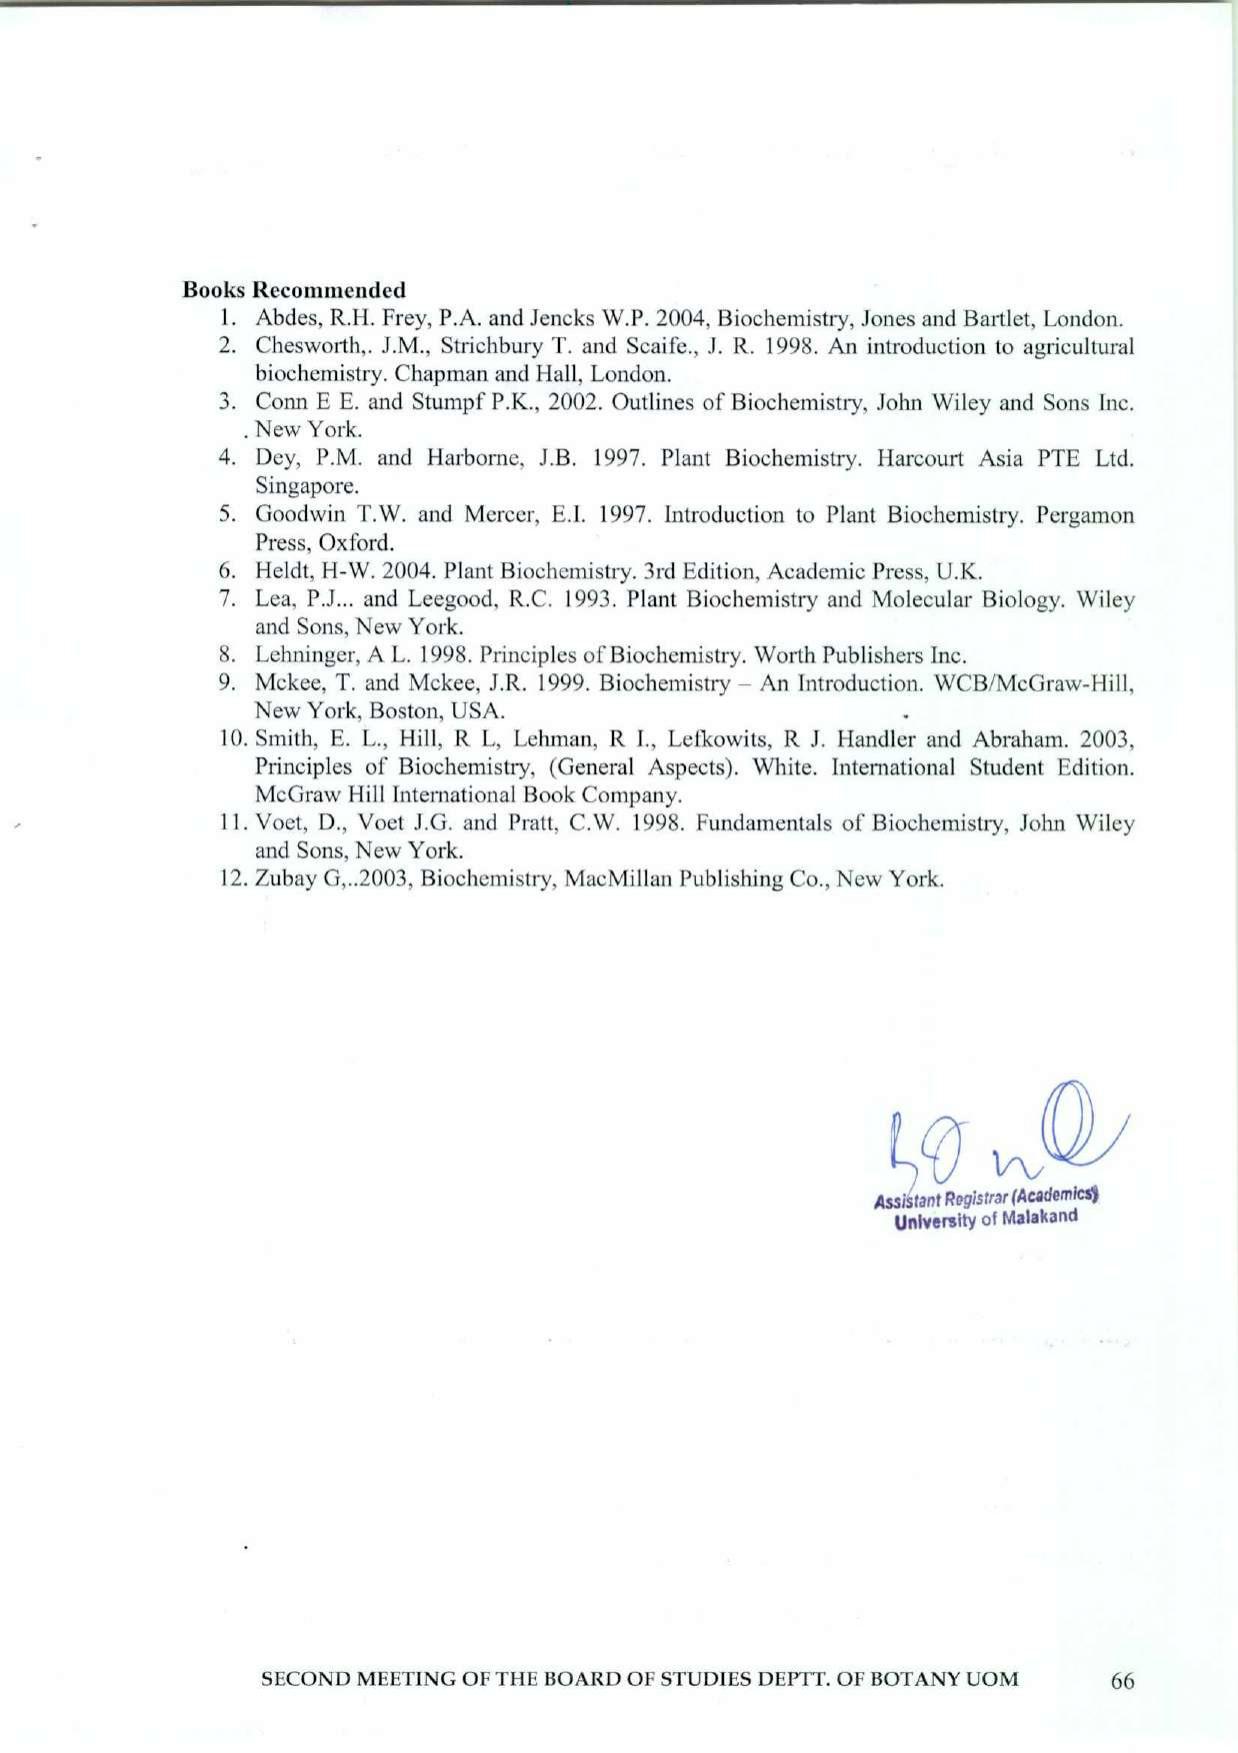 Books Recommended
1. Abdes, R.H. Frey, P.A. and Jencks W.P. 2004, Biochemistry, Jones and Bartlet, London.
2. Chesworth,. J.M., Strichbury T. and Scaife., J. R. 1998. An introduction to agricultural
biochemistry. Chapman and Hall, London.
3. Conn E E. and Stumpf P.K., 2002. Outlines of Biochemistry, John Wiley and Sons Inc.
. New York.
4. Dey, P.M. and Harborne, J.B. 1997. Plant Biochemistry. Harcourt Asia PTE Ltd.
Singapore.
5. Goodwin T.W. and Mercer, E.I. 1997. Introduction to Plant Biochemistry. Pergamon
Press, Oxford.
6. Heldt, H-W. 2004. Plant Biochemistry. 3rd Edition, Academic Press, U.K.
7. Lea, P.J... and Leegood, R.C. 1993. Plant Biochemistry and Molecular Biology. Wiley
and Sons, New York.
8. Lehninger, A L. 1998. Principles of Biochemistry. Worth Publishers Inc.
9. Mckee, T. and Mckee, J.R. 1999. Biochemistry – An Introduction. WCB/McGraw-Hill,
New York, Boston, USA.
10. Smith, E. L., Hill, R L, Lehman, R I., Lefkowits, R J. Handler and Abraham. 2003,
Principles of Biochemistry, (General Aspects). White. International Student Edition.
McGraw Hill International Book Company.
11. Voet, D., Voet J.G. and Pratt, C.W. 1998. Fundamentals of Biochemistry, John Wiley
and Sons, New York.
12. Zubay G,..2003, Biochemistry, MacMillan Publishing Co., New York.
Assistant Registrar (Academics)
University of Malakand
SECOND MEETING OF THE BOARD OF STUDIES DEPTT. OF BOTANY UOM 66